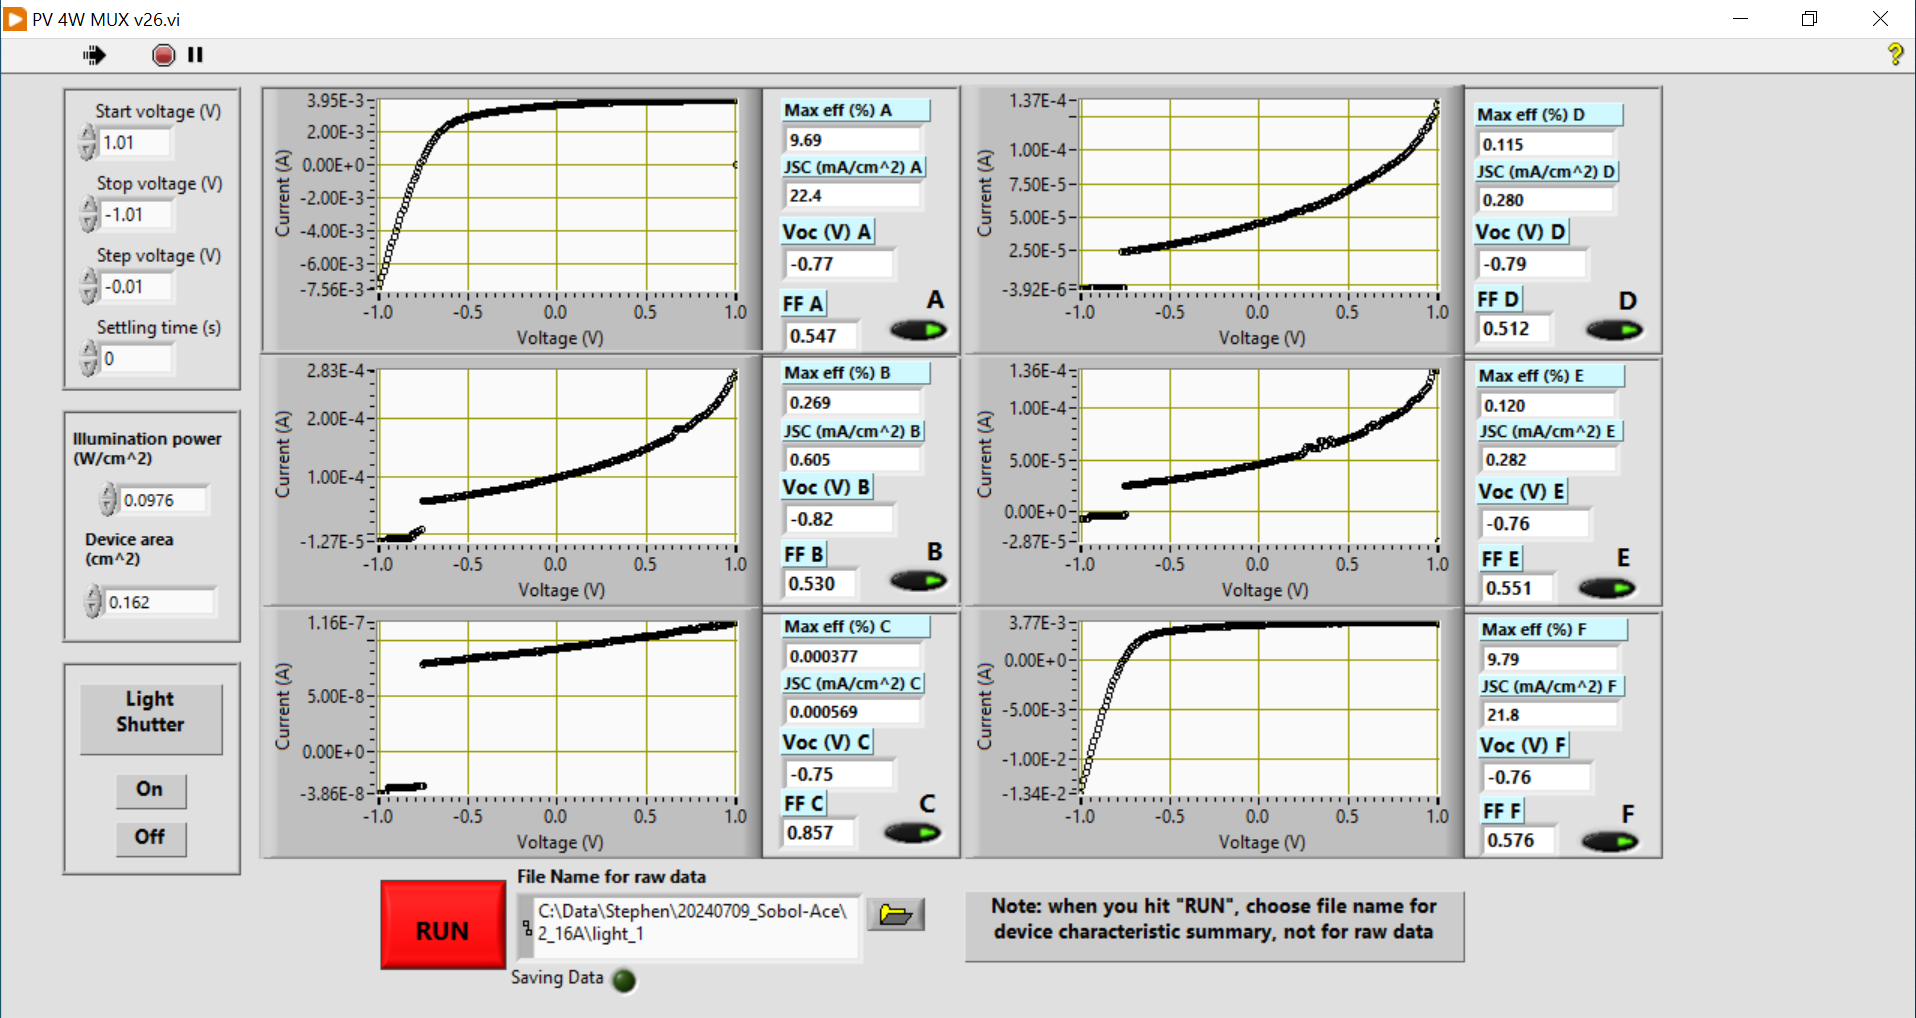 PV 4W MUX v26.vi
Start voltage (V)
1.01
Stop voltage (V)
-1.01
Step voltage (V)
-0.01
Settling time (s)
0
Illumination power
(W/cm^2)
0.0976
Device area
(cm^2)
0.162
Light
Shutter
On
Off
Current (A)
3.95E-3
2.00E-3
0.00E+0
-2.00E-3
-4.00E-3
-6.00E-3
-7.56E-3
-1.0 -0.5 0.0 0.5 1.0
Voltage (V)
Max eff (%) A
9.69
JSC (mA/cm^2) A
22.4
Voc (V) A
-0.77
FF A
0.547
A
Current (A)
1.37E-4
1.00E-4
7.50E-5
5.00E-5
2.50E-5
-3.92E-6
-1.0 -0.5 0.0 0.5 1.0
Voltage (V)
Max eff (%) D
0.115
JSC (mA/cm^2) D
0.280
Voc (V) D
-0.79
FF D
0.512
D
Current (A)
2.83E-4
2.00E-4
1.00E-4
-1.27E-5
-1.0 -0.5 0.0 0.5 1.0
Voltage (V)
Max eff (%) B
0.269
JSC (mA/cm^2) B
0.605
Voc (V) B
-0.82
FF B
0.530
B
Current (A)
1.36E-4
1.00E-4
5.00E-5
0.00E+0
-2.87E-5
-1.0 -0.5 0.0 0.5 1.0
Voltage (V)
Max eff (%) E
0.120
JSC (mA/cm^2) E
0.282
Voc (V) E
-0.76
FF E
0.551
E
Current (A)
1.16E-7
5.00E-8
0.00E+0
-3.86E-8
-1.0 -0.5 0.0 0.5 1.0
Voltage (V)
Max eff (%) C
0.000377
JSC (mA/cm^2) C
0.000569
Voc (V) C
-0.75
FF C
0.857
C
Current (A)
3.77E-3
0.00E+0
-5.00E-3
-1.00E-2
-1.34E-2
-1.0 -0.5 0.0 0.5 1.0
Voltage (V)
Max eff (%) F
9.79
JSC (mA/cm^2) F
21.8
Voc (V) F
-0.76
FF F
0.576
F
RUN
File Name for raw data
C:\Data\Stephen\20240709_Sobol-Ace\
2_16A\light_1
Saving Data
Note: when you hit "RUN", choose file name for
device characteristic summary, not for raw data